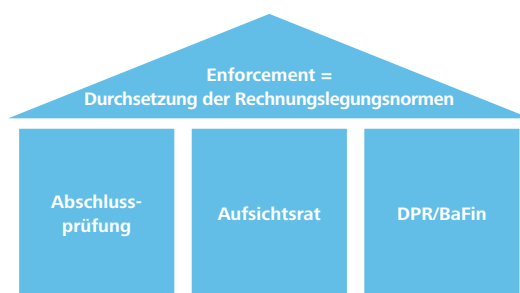 Enforcement =
Durchsetzung der Rechnungslegungsnormen
Abschluss-
prüfung
Aufsichtsrat
DPR/BaFin